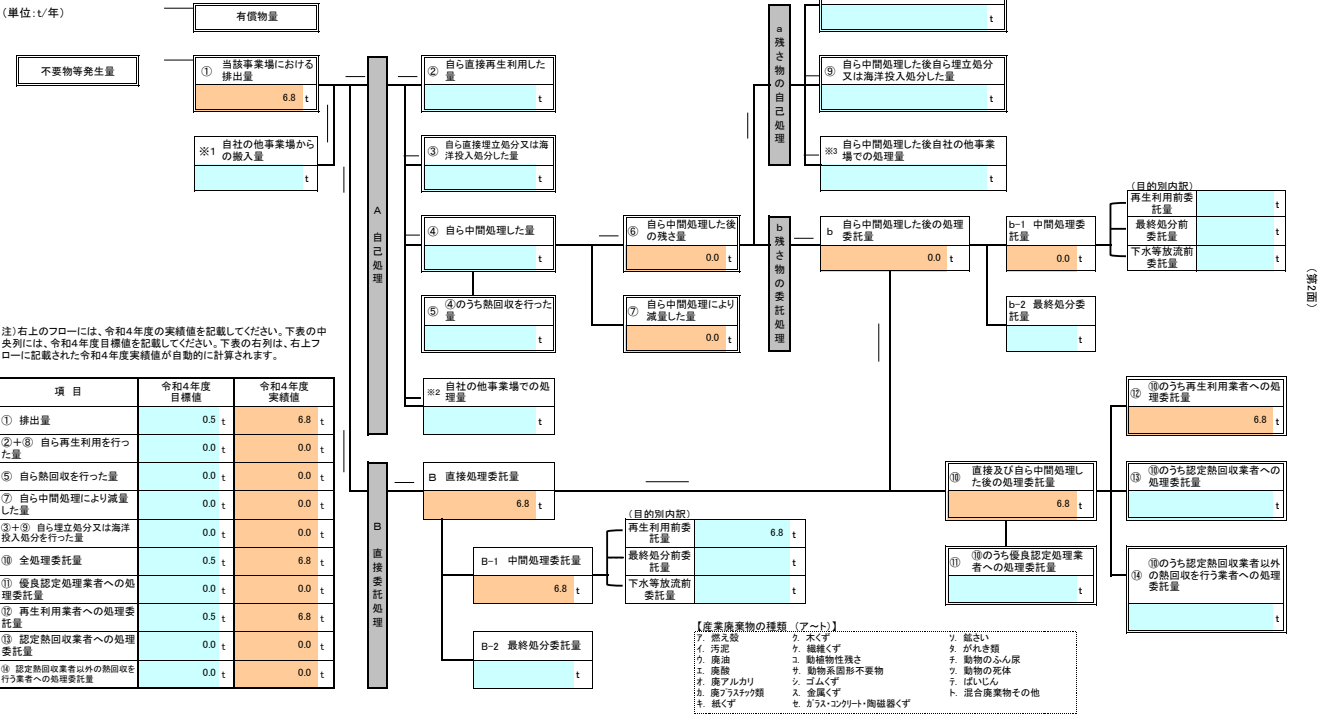 (単位:t/年)
有償物量
t
不要物等発生量
① 当該事業場における
排出量
6.8 t
※1 自社の他事業場から
の搬入量
t
A 自己処理
② 自ら直接再生利用した
量
t
③ 自ら直接埋立処分又は海
洋投入処分した量
t
④ 自ら中間処理した量
t
⑤ ④のうち熱回収を行った
量
t
※2 自社の他事業場での処
理量
t
⑥ 自ら中間処理した後
の残さ量
0.0 t
⑦ 自ら中間処理により
減量した量
0.0 t
a 残さ物の自己処理
⑨ 自ら中間処理した後自ら埋立処分
又は海洋投入処分した量
t
※3 自ら中間処理した後自社の他事業
場での処理量
t
b 残さ物の委託処理
b 自ら中間処理した後の処理
委託量
0.0 t
b-1 中間処理委
託量
0.0 t
b-2 最終処分委
託量
t
(目的別内訳)
再生利用前委
託量 t
最終処分前
委託量 t
下水等放流前
委託量 t
(第2面)
注)右上のフローには、令和4年度の実績値を記載してください。下表の中
央列には、令和4年度目標値を記載してください。下表の右列は、右上フ
ローに記載された令和4年度実績値が自動的に計算されます。
項 目 令和4年度 目標値 令和4年度 実績値
① 排出量 0.5 t 6.8 t
②+⑧ 自ら再生利用を行っ
た量 0.0 t 0.0 t
⑤ 自ら熱回収を行った量 0.0 t 0.0 t
⑦ 自ら中間処理により減量
した量 0.0 t 0.0 t
③+⑨ 自ら埋立処分又は海洋
投入処分を行った量 0.0 t 0.0 t
⑩ 全処理委託量 0.5 t 6.8 t
⑪ 優良認定処理業者への処
理委託量 0.0 t 0.0 t
⑫ 再生利用業者への処理委
託量 0.5 t 6.8 t
⑬ 認定熱回収業者への処理
委託量 0.0 t 0.0 t
⑭ 認定熱回収業者以外の熱回収を
行う業者への処理委託量 0.0 t 0.0 t
B 直接委託処理
B 直接処理委託量
6.8 t
B-1 中間処理委託量
6.8 t
B-2 最終処分委託量
t
(目的別内訳)
再生利用前委
託量 6.8 t
最終処分前委
託量 t
下水等放流前
委託量 t
⑩ 直接及び自ら中間処理し
た後の処理委託量
6.8 t
⑪ ⑩のうち優良認定処理業
者への処理委託量
t
⑫ ⑩のうち再生利用業者への処
理委託量
6.8 t
⑬ ⑩のうち認定熱回収業者への
処理委託量
t
⑭ ⑩のうち認定熱回収業者以外
の熱回収を行う業者への処理
委託量
t
【産業廃棄物の種類 (ア~ト)】
ア. 燃え殻 ク. 木くず ソ. 鉱さい
イ. 汚泥 ケ. 繊維くず タ. がれき類
ウ. 廃油 コ. 動植物性残さ チ. 動物のふん尿
エ. 廃酸 サ. 動物系固形不要物 ツ. 動物の死体
オ. 廃アルカリ シ. ゴムくず テ. ばいじん
カ. 廃プラスチック類 ス. 金属くず ト. 混合廃棄物その他
キ. 紙くず セ. ガラス・コンクリート・陶磁器くず